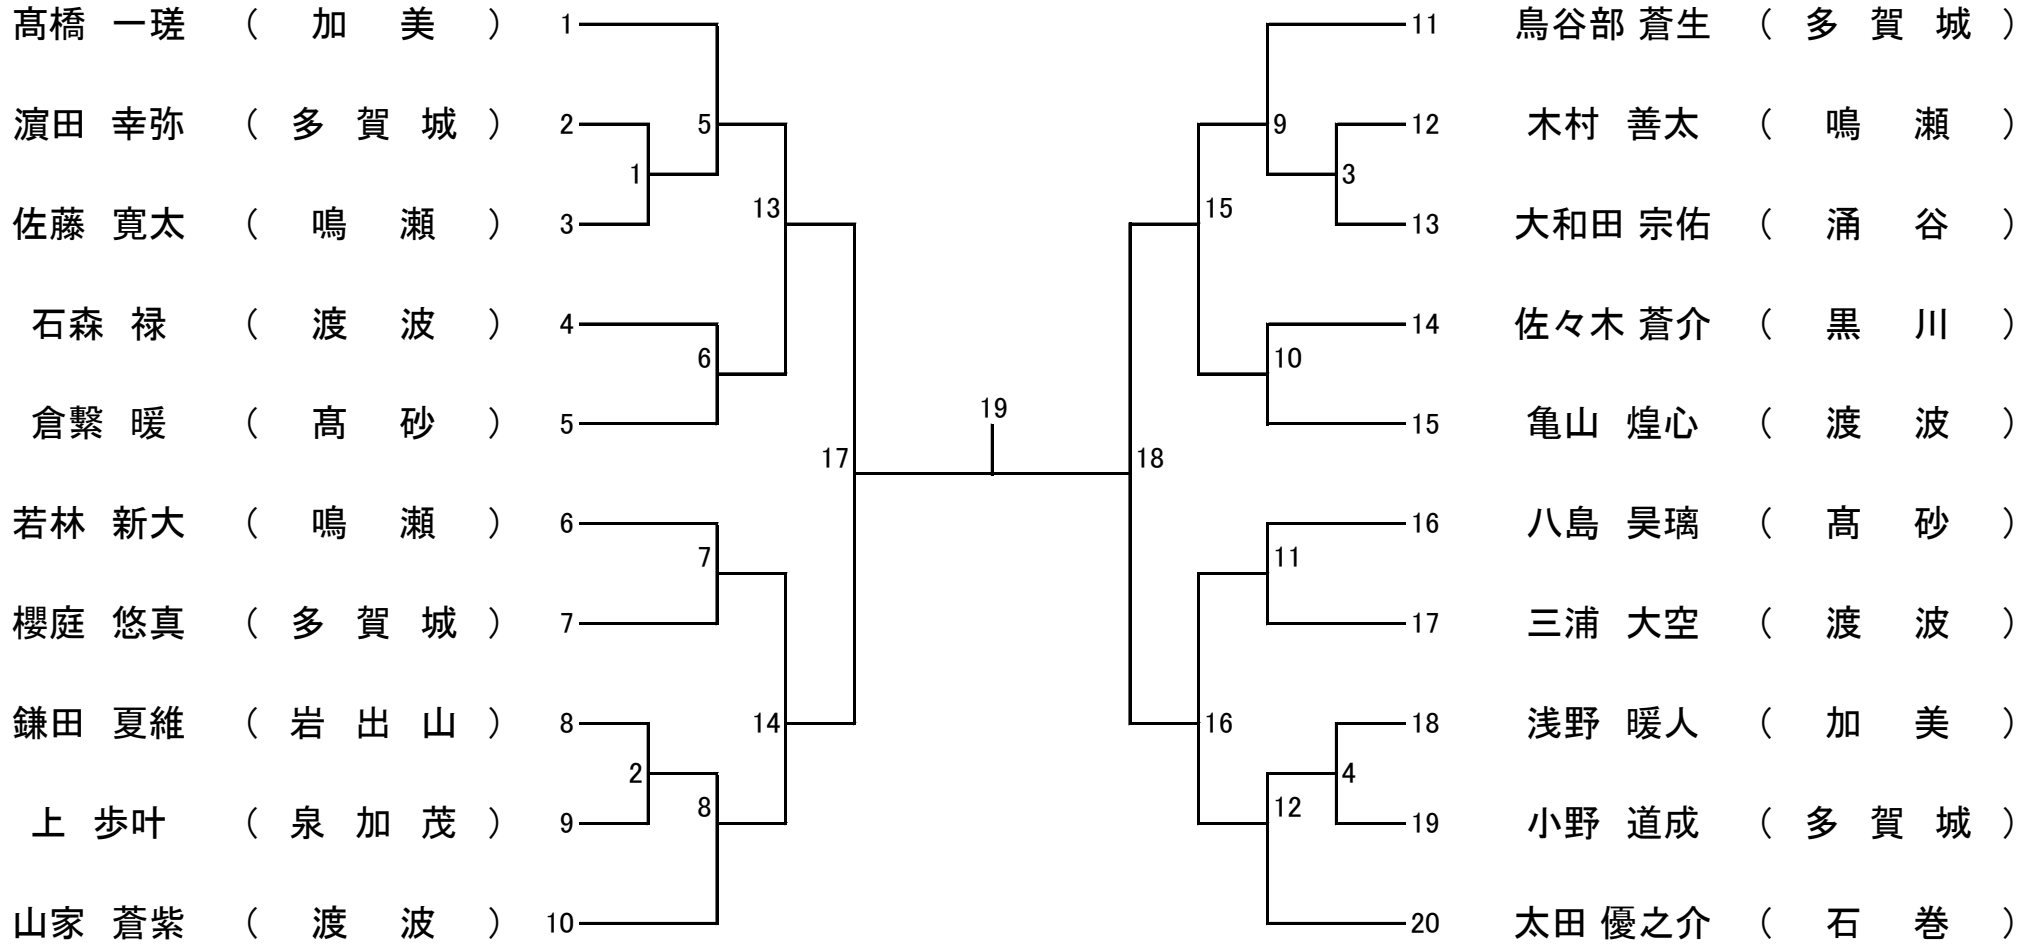 髙橋 一瑳 ( 加 美 ) 1 11 鳥谷部 蒼生 ( 多 賀 城 )
濵田 幸弥 ( 多 賀 城 ) 2 5 9 12 木村 善太 ( 鳴 瀬 )
1 3
佐藤 寛太 ( 鳴 瀬 ) 3 13 15 13 大和田 宗佑 ( 涌 谷 )
石森 禄 ( 渡 波 ) 4 14 佐々木 蒼介 ( 黒 川 )
6 10
倉繋 暖 ( 髙 砂 ) 5 19 15 亀山 煌心 ( 渡 波 )
17 18
若林 新大 ( 鳴 瀬 ) 6 16 八島 昊璃 ( 髙 砂 )
7 11
櫻庭 悠真 ( 多 賀 城 ) 7 17 三浦 大空 ( 渡 波 )
鎌田 夏維 ( 岩 出 山 ) 8 14 16 18 浅野 暖人 ( 加 美 )
2 4
上 歩叶 ( 泉 加 茂 ) 9 8 12 19 小野 道成 ( 多 賀 城 )
山家 蒼紫 ( 渡 波 ) 10 20 太田 優之介 ( 石 巻 )